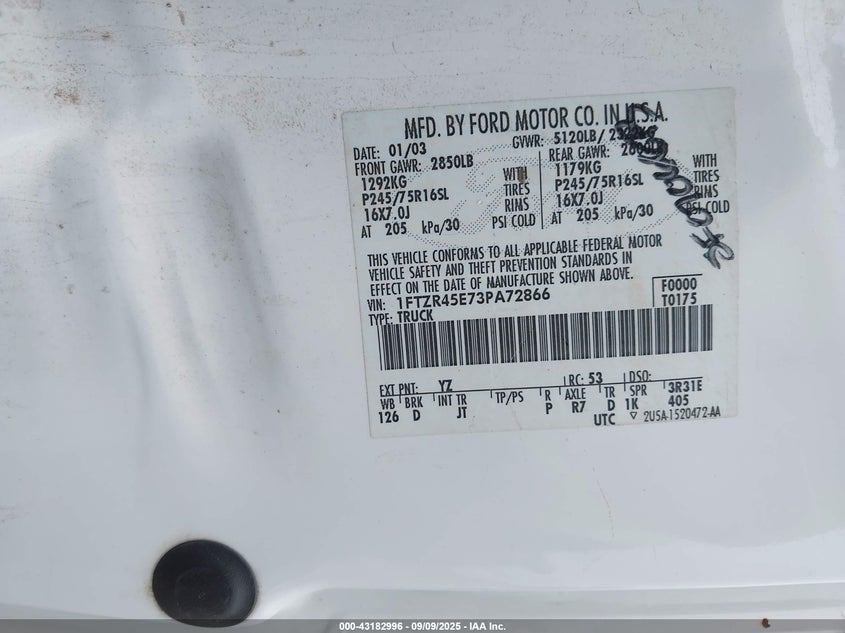 MFD. BY FORD MOTOR CO. IN U.S.A.
DATE: 01/03 GVWR: 5120LB/
FRONT GAWR: 2850LB REAR GAWR: 2600LB
1292KG WITH 1179KG WITH
P245/75R16SL TIRES P245/75R16SL TIRES
16X7.0J RIMS 16X7.0J RIMS
AT 205 kPa/30 PSI COLD AT 205 kPa/30 PSI COLD
THIS VEHICLE CONFORMS TO ALL APPLICABLE FEDERAL MOTOR
VEHICLE SAFETY AND THEFT PREVENTION STANDARDS IN
EFFECT ON THE DATE OF MANUFACTURE SHOWN ABOVE.
VIN: 1FTZR45E73PA72866 F0000
TYPE: TRUCK T0175
EXT PNT: YZ RC: 53 DSO:
WB BRK INT TR TP/PS R AXLE TR SPR 3R31E
126 D JT P R7 D 1K 405
UTC ▽ 2U5A-1520472-AA
000-43182996 - 09/09/2025 - IAA Inc.